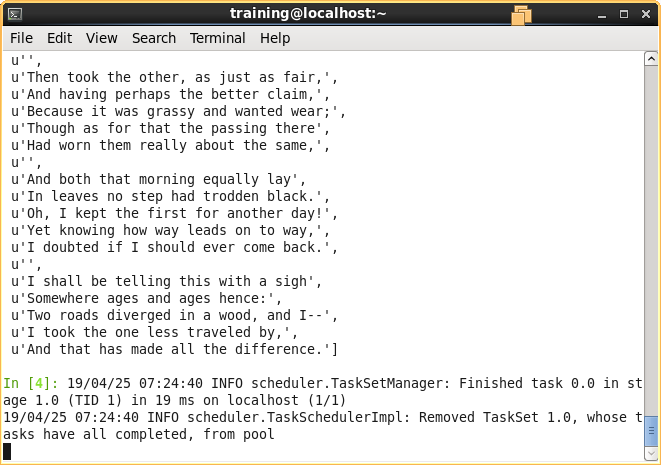 training@localhost:~
File Edit View Search Terminal Help
u'',
u'Then took the other, as just as fair,',
u'And having perhaps the better claim,',
u'Because it was grassy and wanted wear;',
u'Though as for that the passing there',
u'Had worn them really about the same,',
u'',
u'And both that morning equally lay',
u'In leaves no step had trodden black.',
u'Oh, I kept the first for another day!',
u'Yet knowing how way leads on to way,',
u'I doubted if I should ever come back.',
u'',
u'I shall be telling this with a sigh',
u'Somewhere ages and ages hence:',
u'Two roads diverged in a wood, and I--',
u'I took the one less traveled by,',
u'And that has made all the difference.']
In [4]: 19/04/25 07:24:40 INFO scheduler.TaskSetManager: Finished task 0.0 in st
age 1.0 (TID 1) in 19 ms on localhost (1/1)
19/04/25 07:24:40 INFO scheduler.TaskSchedulerImpl: Removed TaskSet 1.0, whose t
asks have all completed, from pool